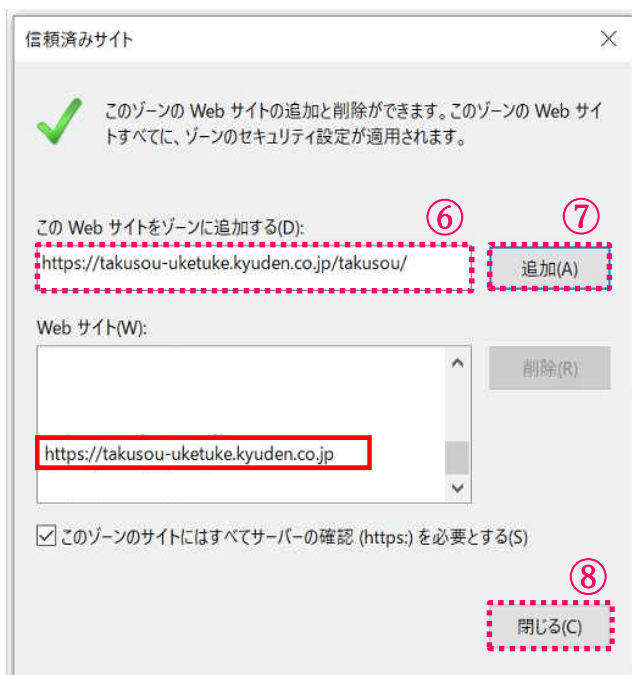 信頼済みサイト
このゾーンの Web サイトの追加と削除ができます。このゾーンの Web サイ
トすべてに、ゾーンのセキュリティ設定が適用されます。
⑥ ⑦
この Web サイトをゾーンに追加する(D):
https://takusou-uketuke.kyuden.co.jp/takusou/ 追加(A)
Web サイト(W):
削除(R)
https://takusou-uketuke.kyuden.co.jp
このゾーンのサイトにはすべてサーバーの確認 (https:) を必要とする(S)
⑧
閉じる(C)